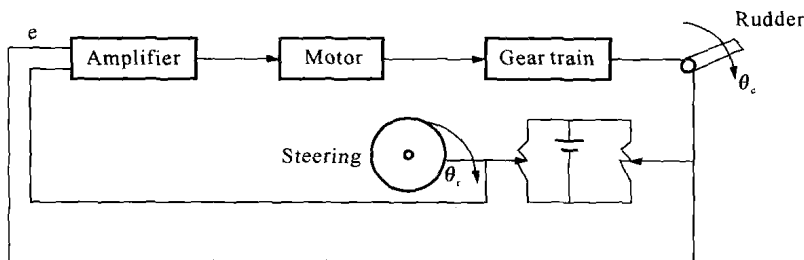 Rudder
e
Amplifier
Motor
Gear train
θc
Steering
θr